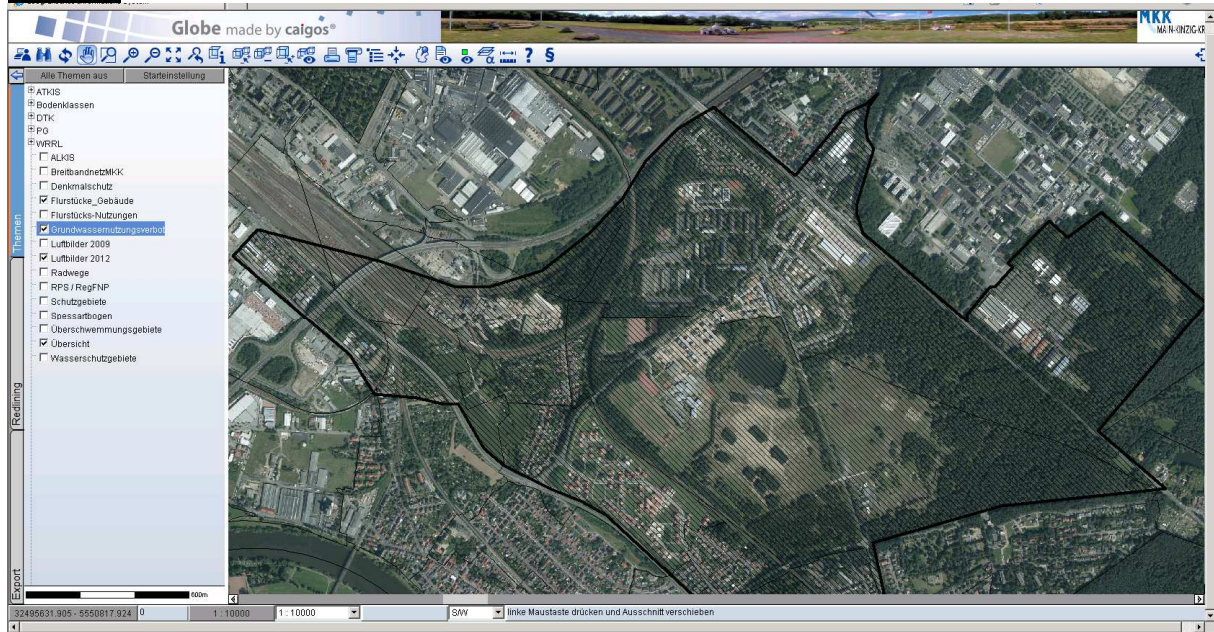 Globe made by caigos®
MKK
MAIN-KINZIG-KR
? §
Alle Themen aus
Starteinstellung
ATKIS
Bodenklassen
DTK
PG
WRRL
ALKIS
BreitbandnetzMKK
Denkmalschutz
Flurstücke_Gebäude
Flurstücks-Nutzungen
Grundwassernutzungsverbot
Luftbilder 2009
Luftbilder 2012
Radwege
RPS / RegFNP
Schutzgebiete
Spessartbogen
Überschwemmungsgebiete
Übersicht
Wasserschutzgebiete
Themen
Redlining
Export
600m
32495631.905 - 5550817.924
0
1 : 10000
1 : 10000
S/W
linke Maustaste drücken und Ausschnitt verschieben